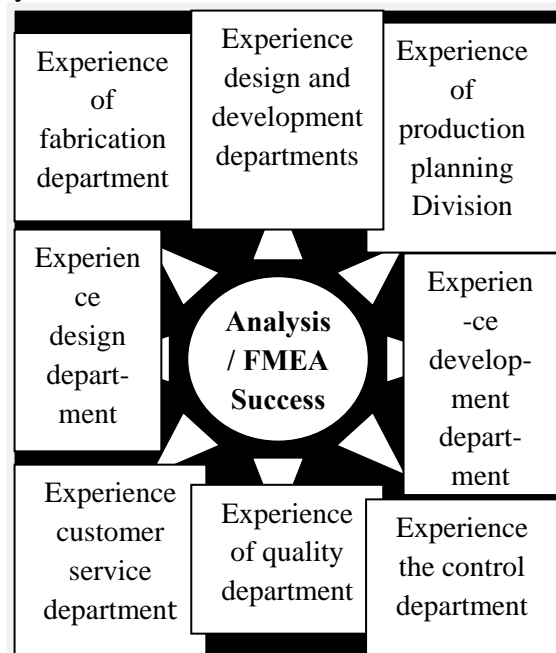 Experience
of
fabrication
department
Experience
design and
development
departments
Experience
of
production
planning
Division
Experien
ce
design
depart-
ment
Analysis
/ FMEA
Success
Experien
-ce
develop-
ment
depart-
ment
Experience
customer
service
department
Experience
of quality
department
Experience
the control
department